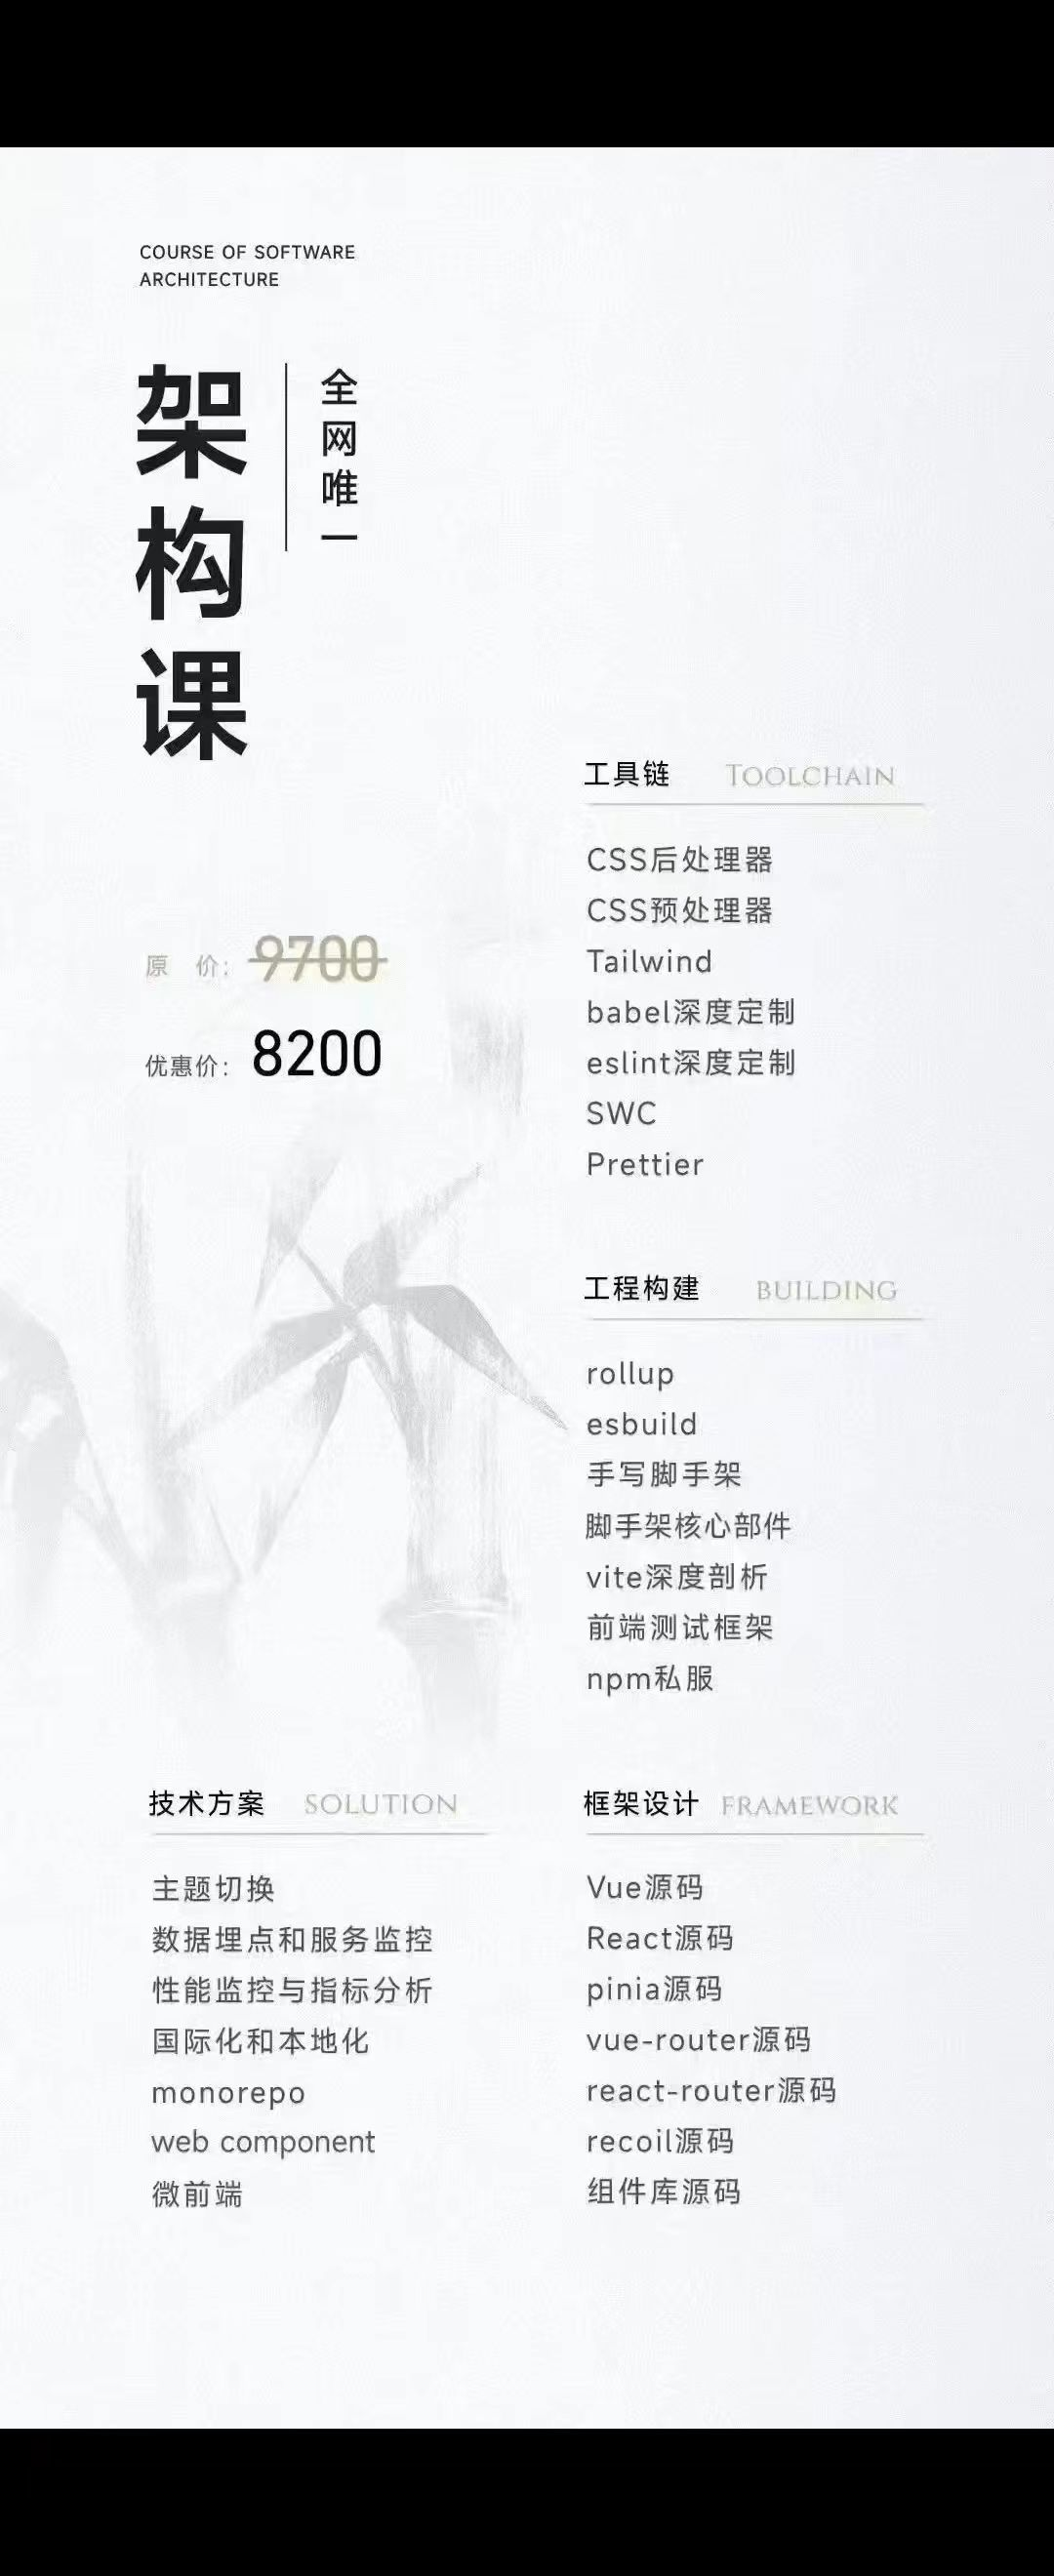 COURSE OF SOFTWARE
ARCHITECTURE
架构课
全网唯一
原 价：9700
优惠价：8200
工具链 TOOLCHAIN
CSS后处理器
CSS预处理器
Tailwind
babel深度定制
eslint深度定制
SWC
Prettier
工程构建 BUILDING
rollup
esbuild
手写脚手架
脚手架核心部件
vite深度剖析
前端测试框架
npm私服
技术方案 SOLUTION
主题切换
数据埋点和服务监控
性能监控与指标分析
国际化和本地化
monorepo
web component
微前端
框架设计 FRAMEWORK
Vue源码
React源码
pinia源码
vue-router源码
react-router源码
recoil源码
组件库源码